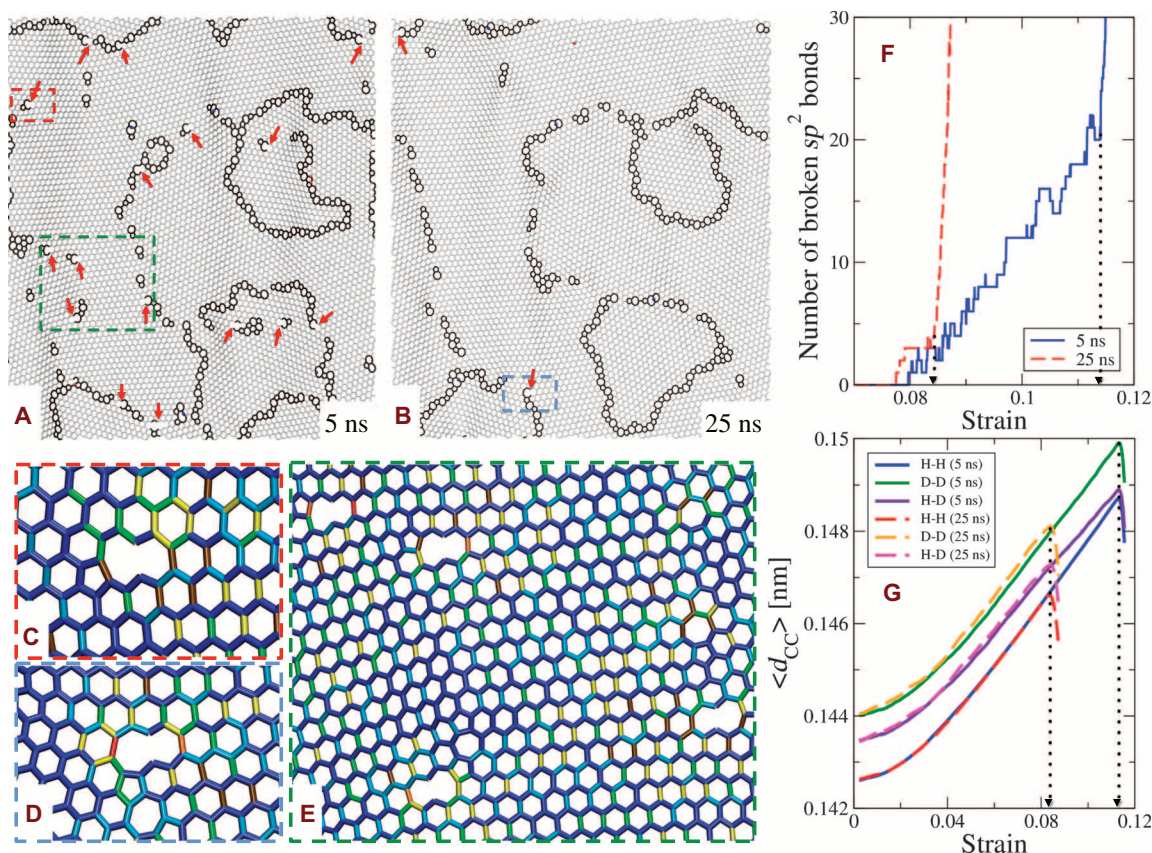 A
5 ns
B
25 ns
C
D
E
F
Number of broken sp² bonds
30
20
10
0
5 ns
25 ns
0.08
0.1
0.12
Strain
G
<d_CC> [nm]
0.15
0.148
0.146
0.144
0.142
H-H (5 ns)
D-D (5 ns)
H-D (5 ns)
H-H (25 ns)
D-D (25 ns)
H-D (25 ns)
0
0.04
0.08
0.12
Strain